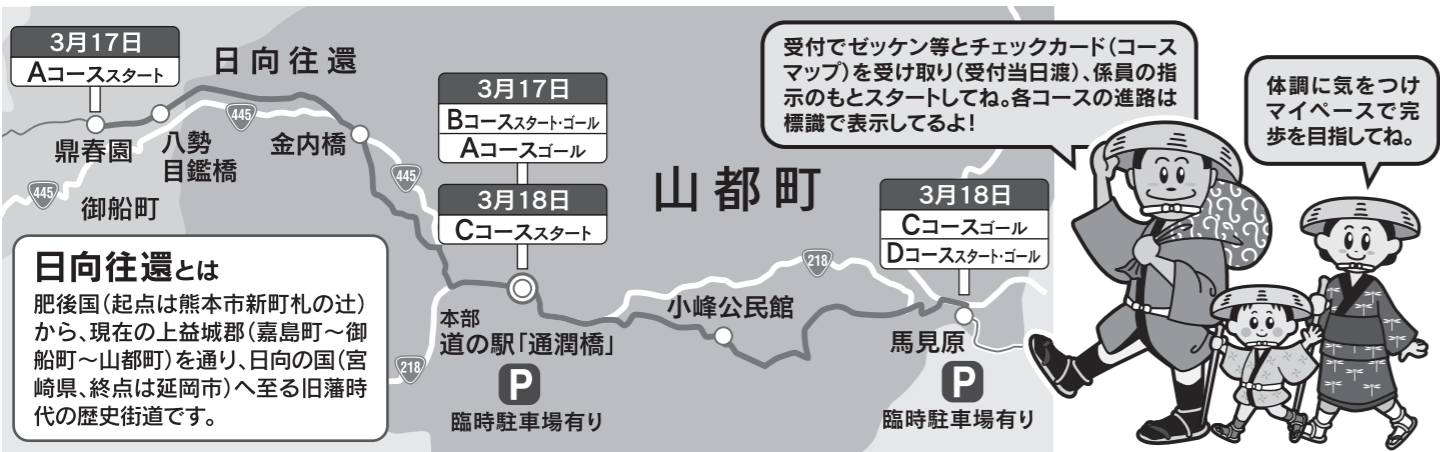 3月17日
Aコーススタート
日向往還
445
鼎春園
八勢
目鑑橋
金内橋
445
445
御船町
3月17日
Bコーススタート・ゴール
Aコースゴール
3月18日
Cコーススタート
山都町
3月18日
Cコースゴール
Dコーススタート・ゴール
218
小峰公民館
本部
道の駅「通潤橋」
218
P
臨時駐車場有り
馬見原
P
臨時駐車場有り
日向往還とは
肥後国(起点は熊本市新町札の辻)
から、現在の上益城郡(嘉島町〜御
船町〜山都町)を通り、日向の国(宮
崎県、終点は延岡市)へ至る旧藩時
代の歴史街道です。
受付でゼッケン等とチェックカード(コース
マップ)を受け取り(受付当日渡)、係員の指
示のもとスタートしてね。各コースの進路は
標識で表示してるよ!
体調に気をつけ
マイペースで完
歩を目指してね。